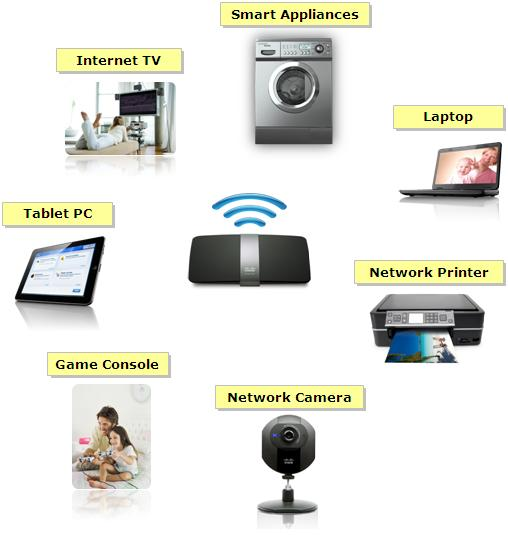 Smart Appliances
Internet TV
Laptop
Tablet PC
Network Printer
Game Console
Network Camera